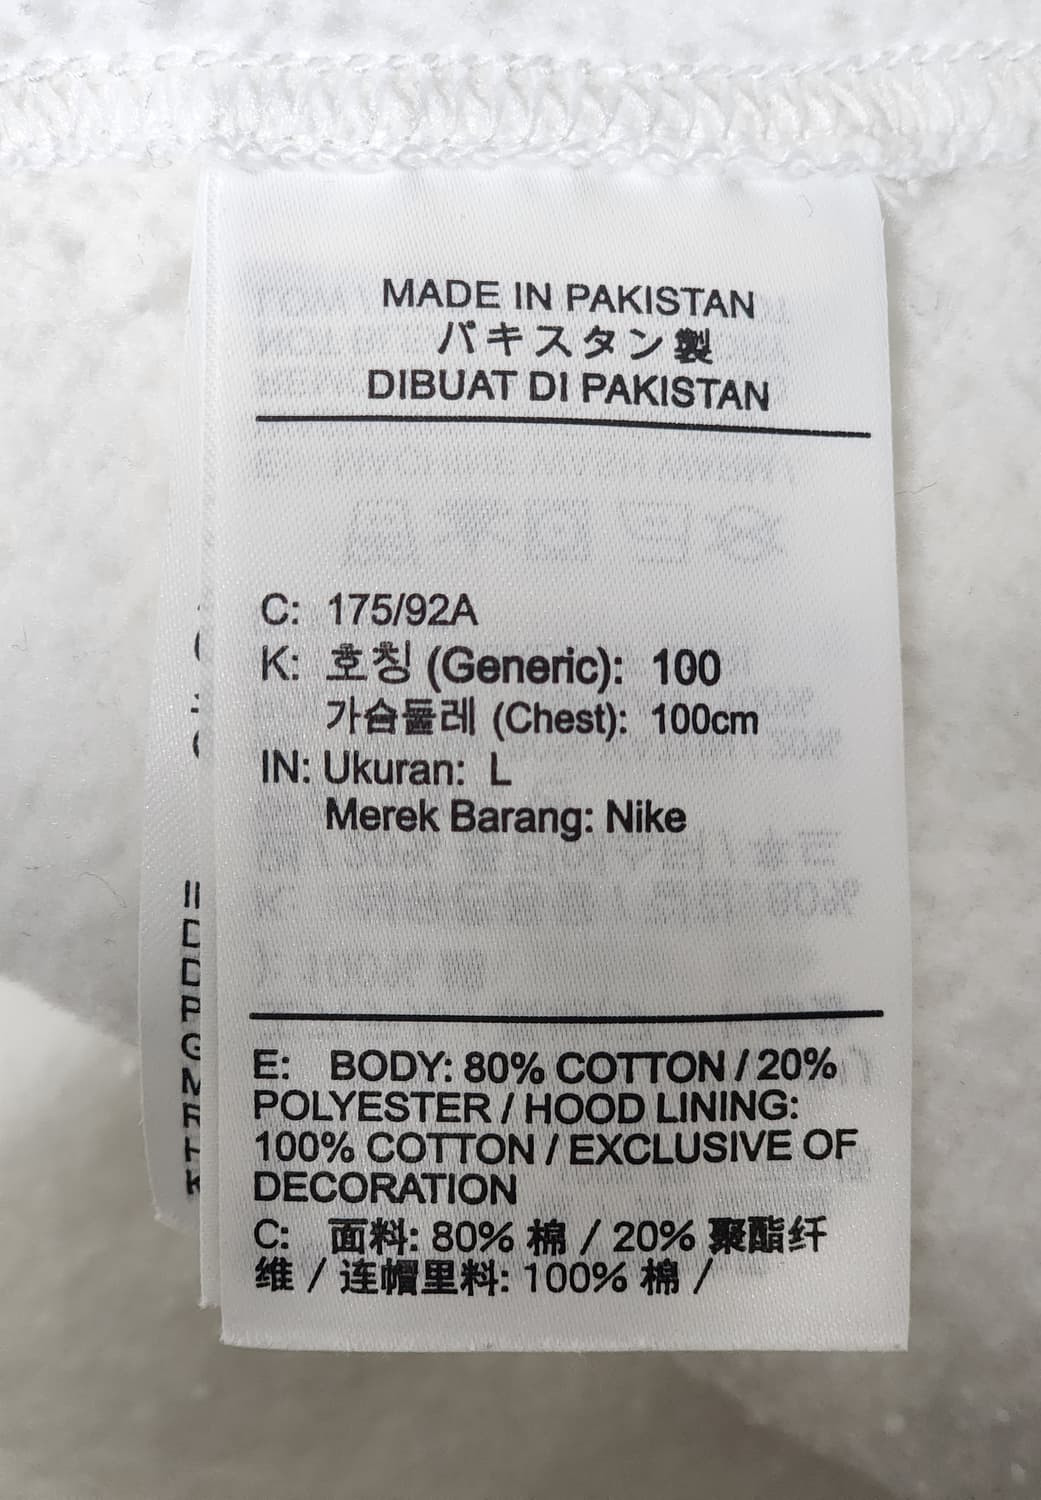 MADE IN PAKISTAN
パキスタン製
DIBUAT DI PAKISTAN
C: 175/92A
K: 호칭 (Generic): 100
가슴둘레 (Chest): 100cm
IN: Ukuran: L
Merek Barang: Nike
E: BODY: 80% COTTON / 20%
POLYESTER / HOOD LINING:
100% COTTON / EXCLUSIVE OF
DECORATION
C: 面料: 80% 棉 / 20% 聚酯纤
维 / 连帽里料: 100% 棉 /